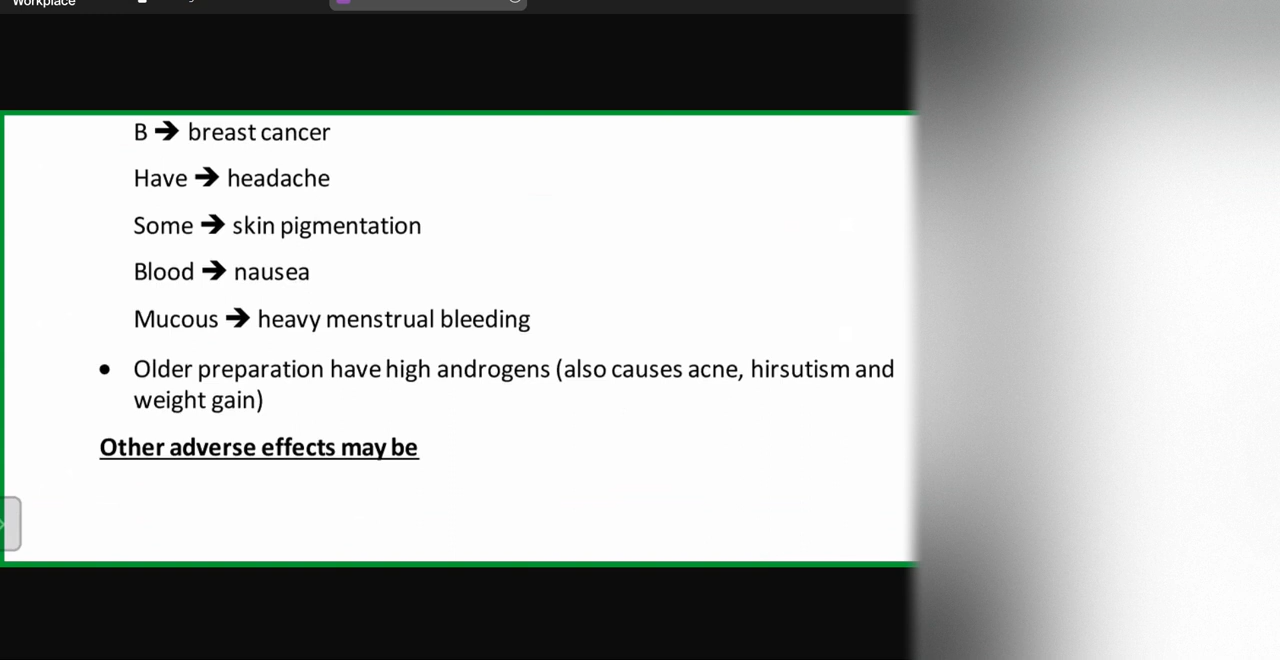 Workplace
B ➔ breast cancer
Have ➔ headache
Some ➔ skin pigmentation
Blood ➔ nausea
Mucous ➔ heavy menstrual bleeding
• Older preparation have high androgens (also causes acne, hirsutism and
weight gain)
Other adverse effects may be